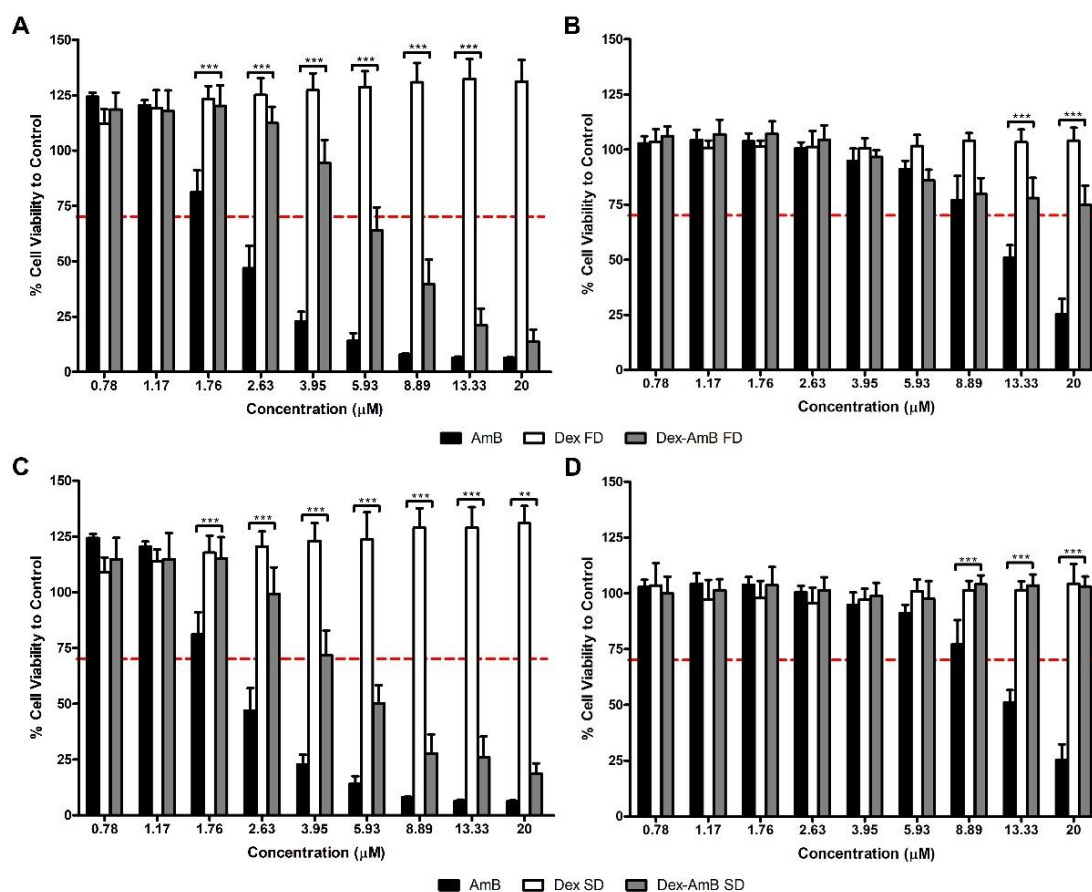 A
150
125
100
75
50
25
0
% Cell Viability to Control
*** *** *** *** *** ***
0.78 1.17 1.76 2.63 3.95 5.93 8.89 13.33 20
Concentration (μM)
B
150
125
100
75
50
25
0
% Cell Viability to Control
*** ***
0.78 1.17 1.76 2.63 3.95 5.93 8.89 13.33 20
Concentration (μM)
AmB Dex FD Dex-AmB FD
C
150
125
100
75
50
25
0
% Cell Viability to Control
*** *** *** *** *** *** **
0.78 1.17 1.76 2.63 3.95 5.93 8.89 13.33 20
Concentration (μM)
D
150
125
100
75
50
25
0
% Cell Viability to Control
*** *** ***
0.78 1.17 1.76 2.63 3.95 5.93 8.89 13.33 20
Concentration (μM)
AmB Dex SD Dex-AmB SD